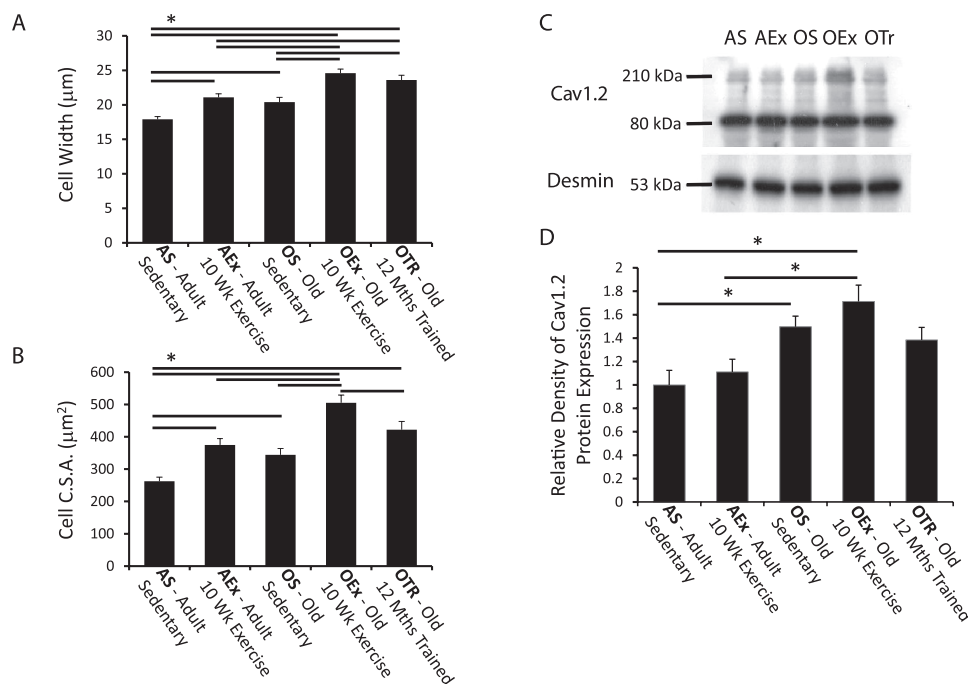 A
*
Cell Width (μm)
30
25
20
15
10
5
0
AS - Adult
Sedentary
AEx - Adult
10 Wk Exercise
OS - Old
Sedentary
OEx - Old
10 Wk Exercise
OTR - Old
12 Mths Trained
B
*
Cell C.S.A. (μm²)
600
500
400
300
200
100
0
AS - Adult
Sedentary
AEx - Adult
10 Wk Exercise
OS - Old
Sedentary
OEx - Old
10 Wk Exercise
OTR - Old
12 Mths Trained
C
AS AEx OS OEx OTr
Cav1.2
210 kDa
80 kDa
Desmin
53 kDa
D
*
*
*
Relative Density of Cav1.2
Protein Expression
2
1.8
1.6
1.4
1.2
1
0.8
0.6
0.4
0.2
0
AS - Adult
Sedentary
AEx - Adult
10 Wk Exercise
OS - Old
Sedentary
OEx - Old
10 Wk Exercise
OTR - Old
12 Mths Trained